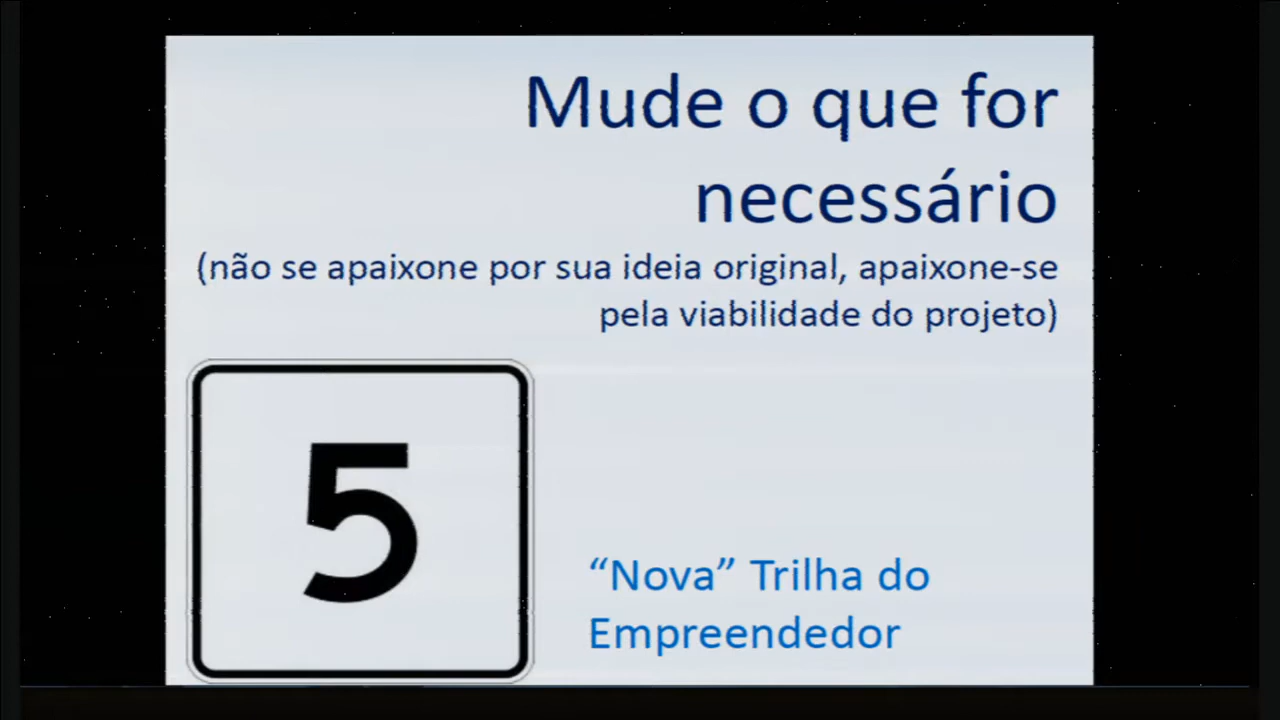 Mude o que for
necessário
(não se apaixone por sua ideia original, apaixone-se
pela viabilidade do projeto)
5
“Nova” Trilha do
Empreendedor